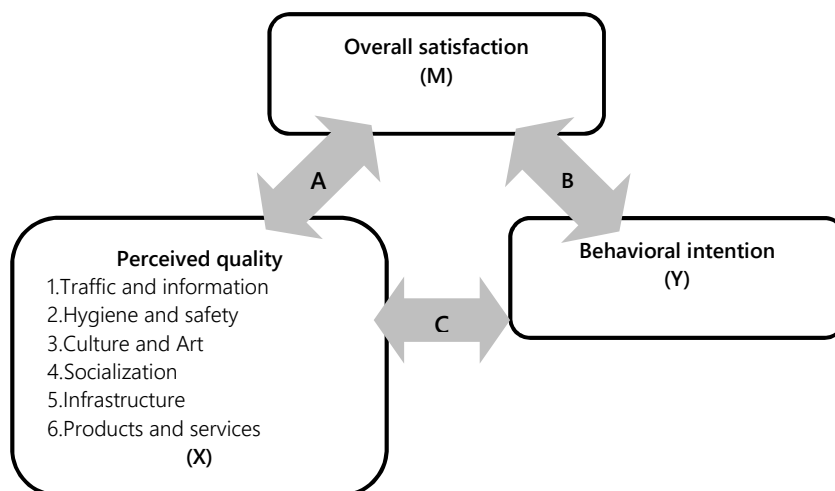 Overall satisfaction
(M)
A
B
Perceived quality
1.Traffic and information
2.Hygiene and safety
3.Culture and Art
4.Socialization
5.Infrastructure
6.Products and services
(X)
C
Behavioral intention
(Y)